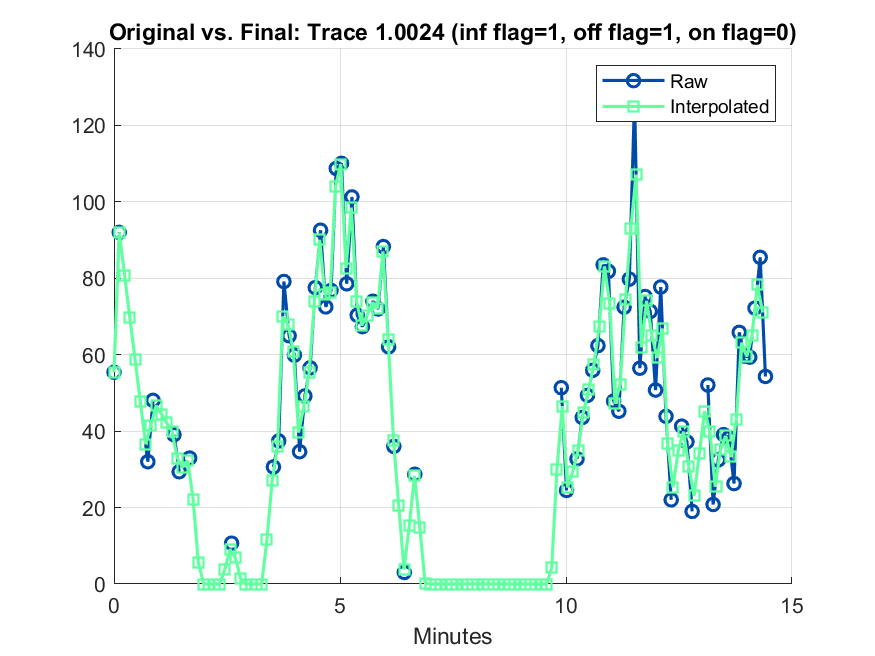 Original vs. Final: Trace 1.0024 (inf flag=1, off flag=1, on flag=0)
140
120
100
80
60
40
20
0
Raw
Interpolated
0 5 10 15
Minutes